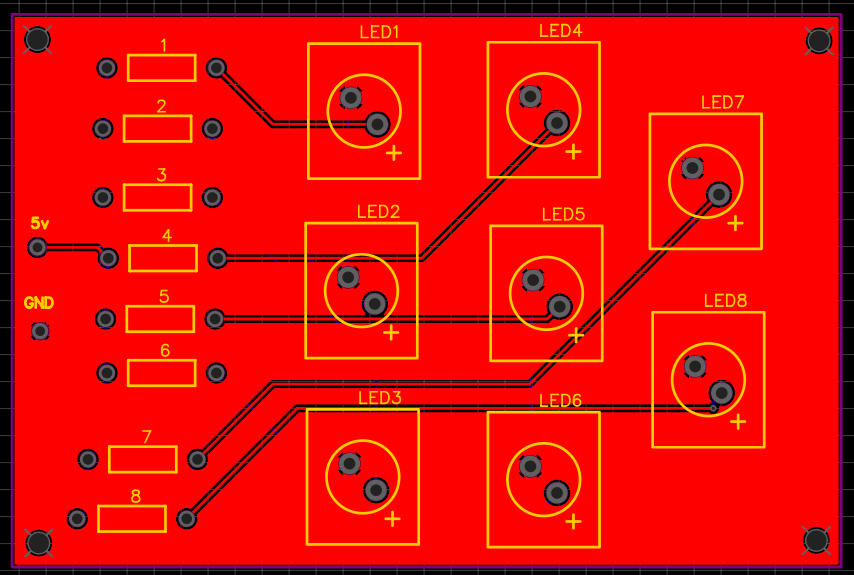 1
LED1
LED4
2
LED7
3
5v
4
LED2
LED5
GND
5
LED8
6
LED3
LED6
7
8
+
+
+
+
+
+
+
+